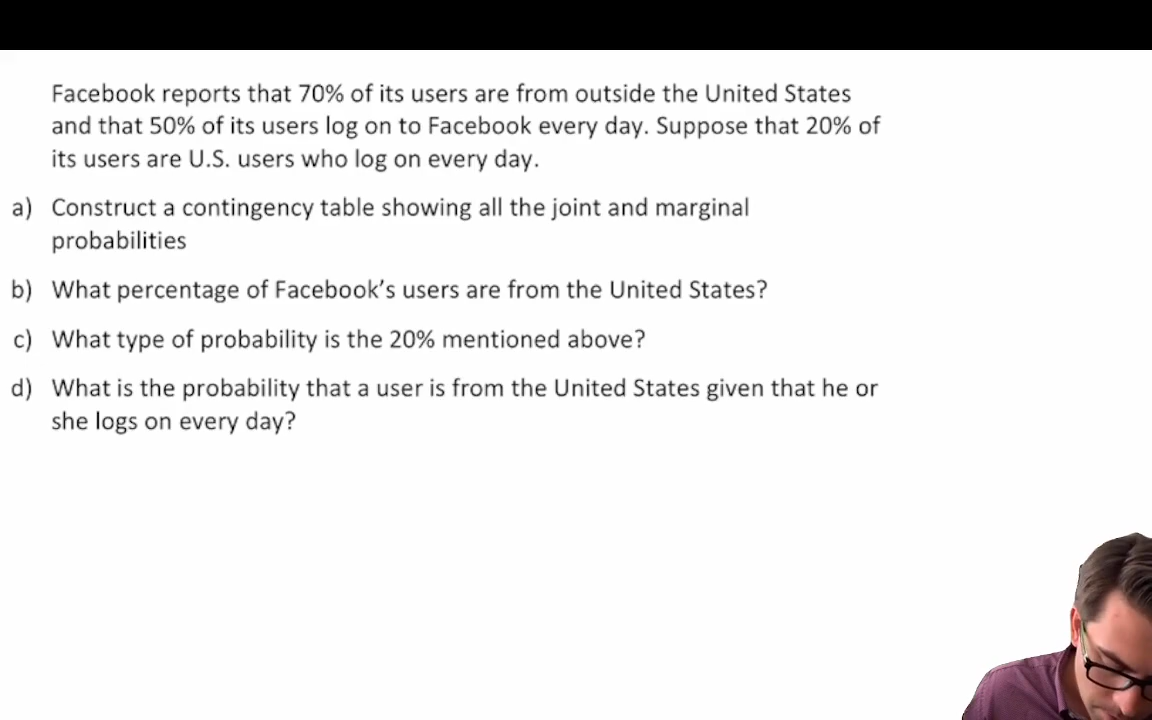 Facebook reports that 70% of its users are from outside the United States
and that 50% of its users log on to Facebook every day. Suppose that 20% of
its users are U.S. users who log on every day.
a) Construct a contingency table showing all the joint and marginal
probabilities
b) What percentage of Facebook’s users are from the United States?
c) What type of probability is the 20% mentioned above?
d) What is the probability that a user is from the United States given that he or
she logs on every day?